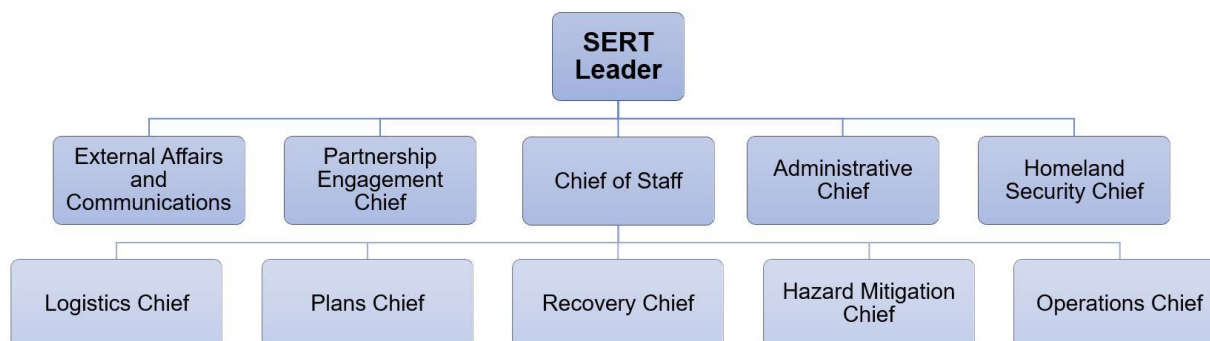 SERT
Leader
External Affairs
and
Communications
Partnership
Engagement
Chief
Chief of Staff
Administrative
Chief
Homeland
Security Chief
Logistics Chief
Plans Chief
Recovery Chief
Hazard Mitigation
Chief
Operations Chief